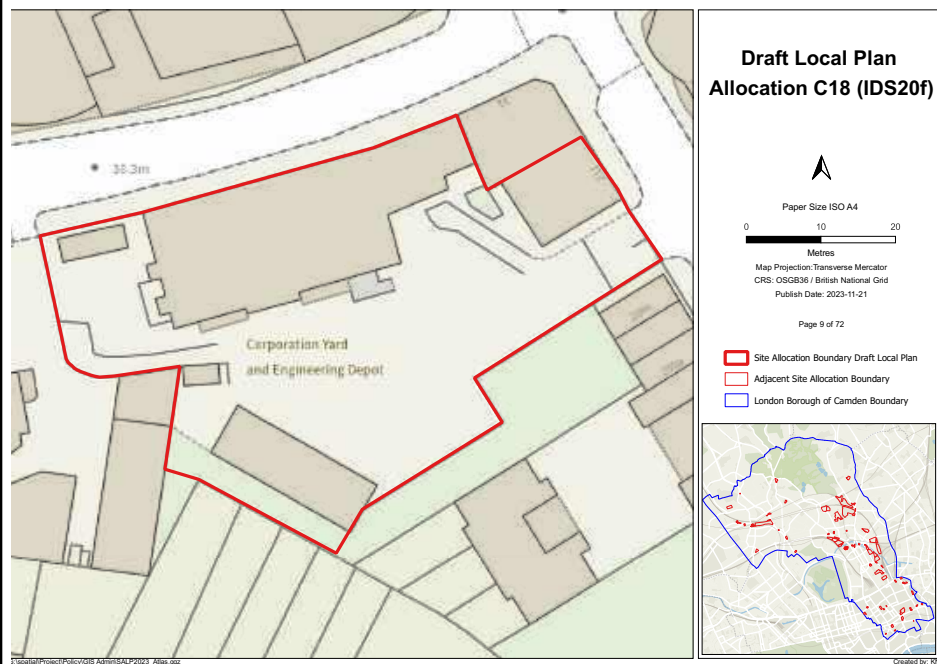 38.3m
Corporation Yard
and Engineering Depot
Draft Local Plan
Allocation C18 (IDS20f)
Paper Size ISO A4
0 10 20
Metres
Map Projection:Transverse Mercator
CRS: OSGB36 / British National Grid
Publish Date: 2023-11-21
Page 9 of 72
Site Allocation Boundary Draft Local Plan
Adjacent Site Allocation Boundary
London Borough of Camden Boundary